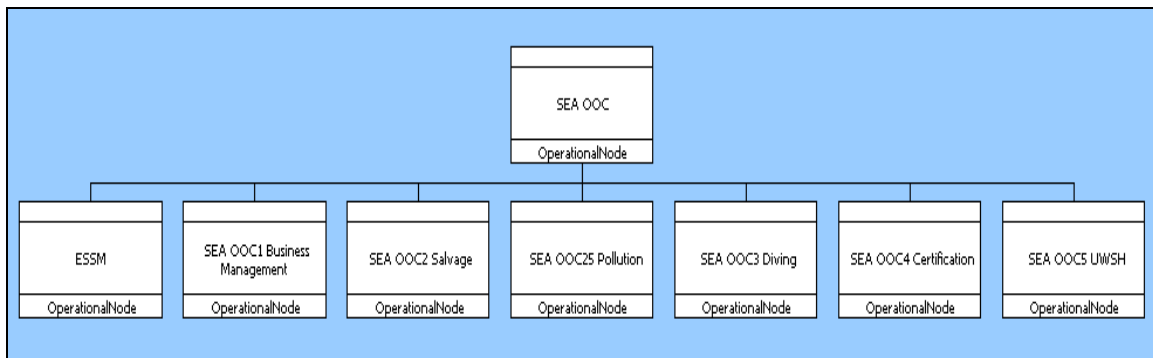 SEA OOC
OperationalNode
ESSM
OperationalNode
SEA OOC1 Business
Management
OperationalNode
SEA OOC2 Salvage
OperationalNode
SEA OOC25 Pollution
OperationalNode
SEA OOC3 Diving
OperationalNode
SEA OOC4 Certification
OperationalNode
SEA OOC5 UWSH
OperationalNode